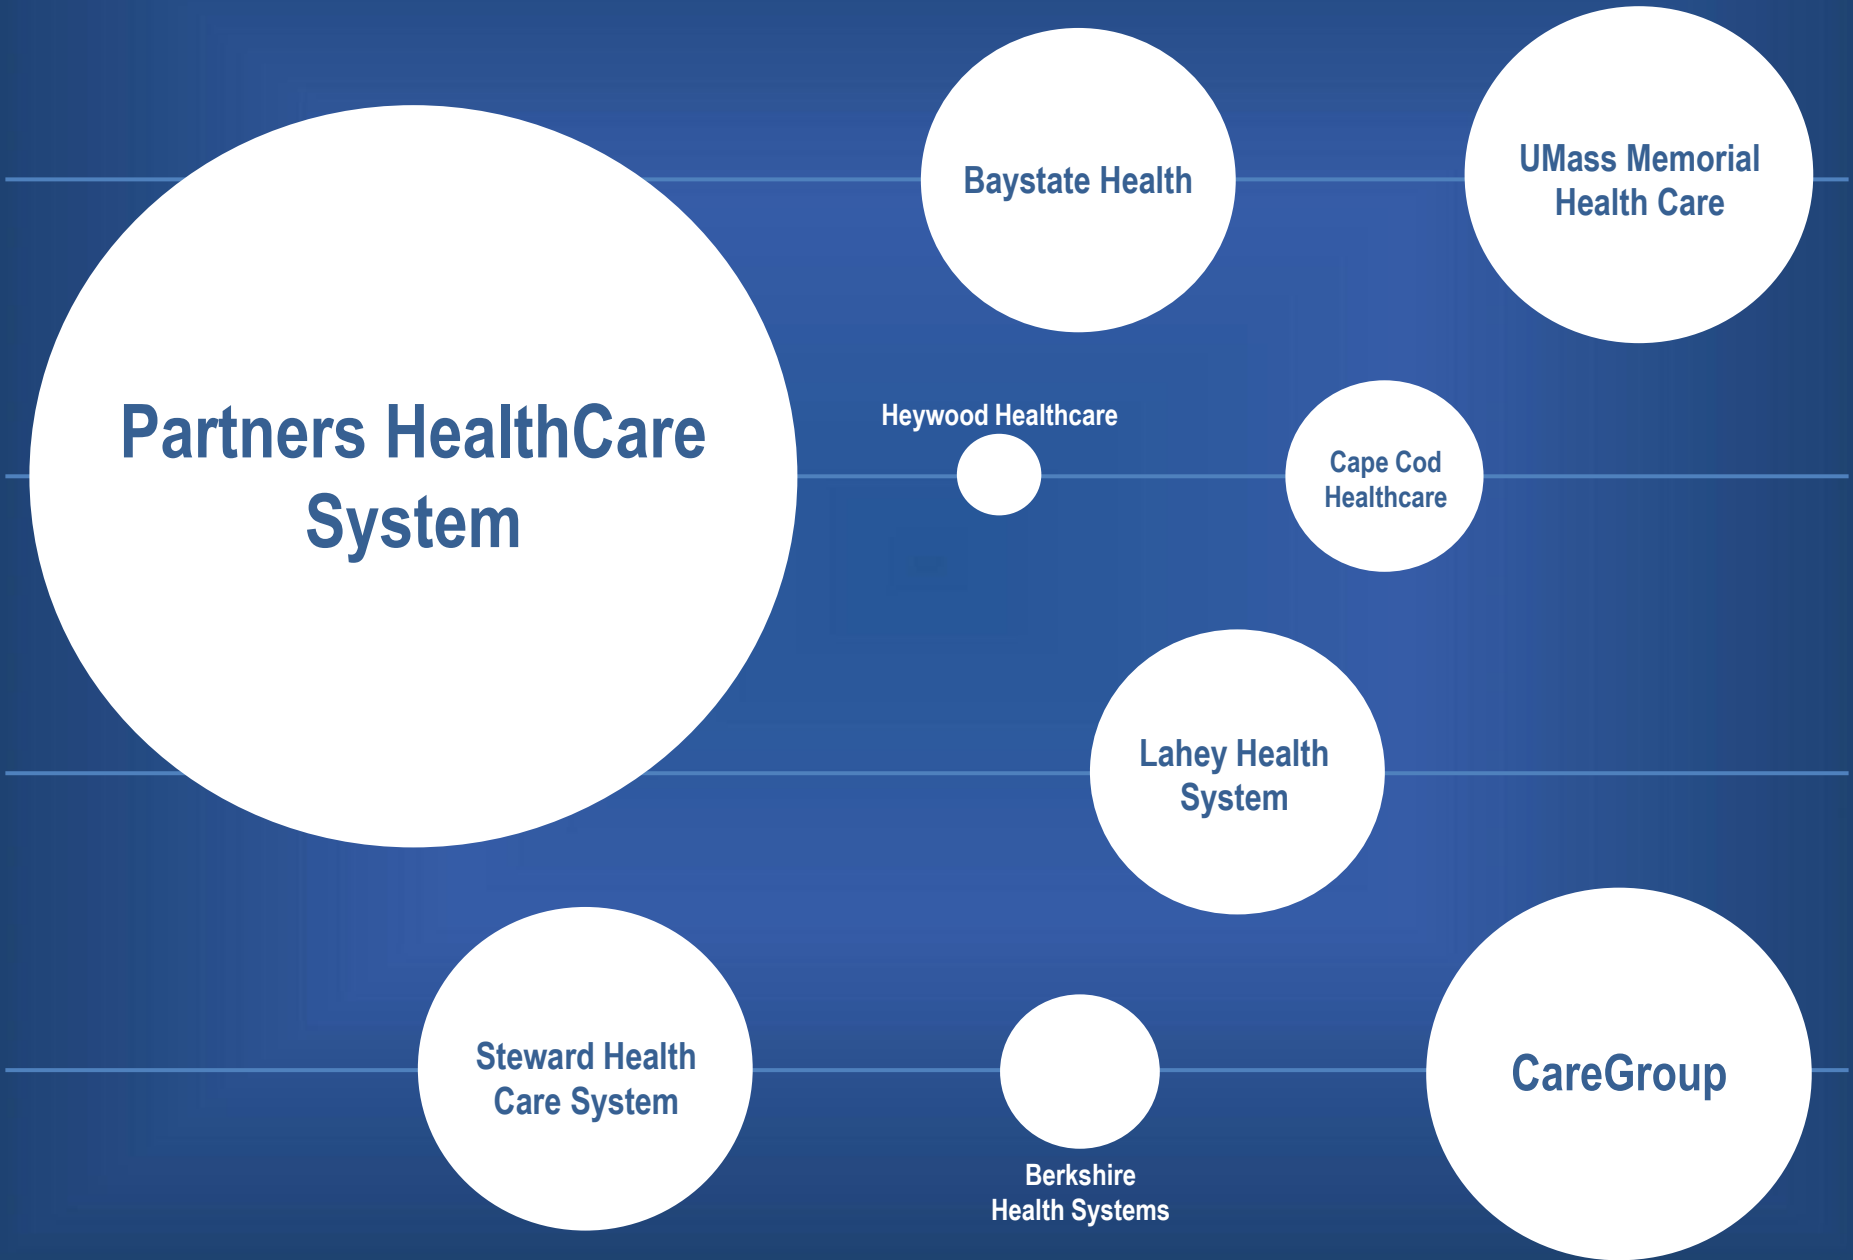 Baystate Health
UMass Memorial
Health Care
Partners HealthCare
System
Heywood Healthcare
Cape Cod
Healthcare
Lahey Health
System
Steward Health
Care System
CareGroup
Berkshire
Health Systems